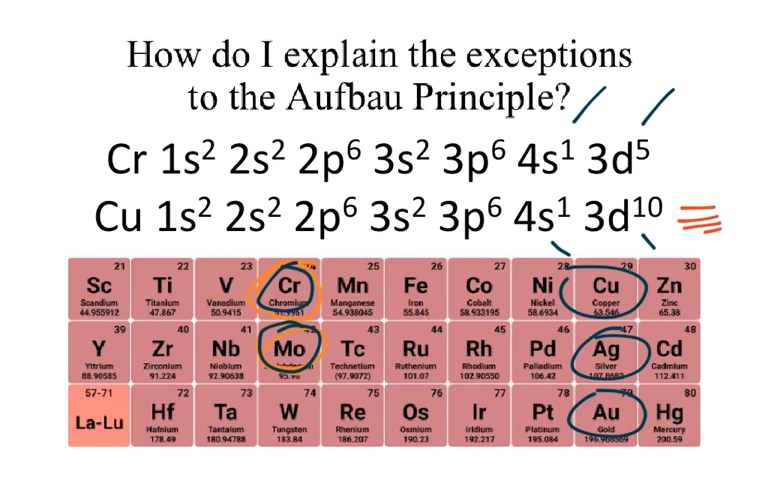 How do I explain the exceptions
to the Aufbau Principle?
Cr 1s² 2s² 2p⁶ 3s² 3p⁶ 4s¹ 3d⁵
Cu 1s² 2s² 2p⁶ 3s² 3p⁶ 4s¹ 3d¹⁰
21 22 23 25 26 27 28 29 30
Sc Ti V Cr Mn Fe Co Ni Cu Zn
Scandium Titanium Vanadium Chromium Manganese Iron Cobalt Nickel Copper Zinc
44.955912 47.867 50.9415 54.938045 55.845 58.933195 58.6934 63.546 65.38
39 40 41 43 44 45 46 47 48
Y Zr Nb Mo Tc Ru Rh Pd Ag Cd
Yttrium Zirconium Niobium Technetium Ruthenium Rhodium Palladium Silver Cadmium
88.90585 91.224 92.90638 (97.9072) 101.07 102.90550 106.42 112.411
57-71 72 73 74 75 76 77 78 80
La-Lu Hf Ta W Re Os Ir Pt Au Hg
Hafnium Tantalum Tungsten Rhenium Osmium Iridium Platinum Gold Mercury
178.49 180.94788 183.84 186.207 190.23 192.217 195.084 196.966569 200.59